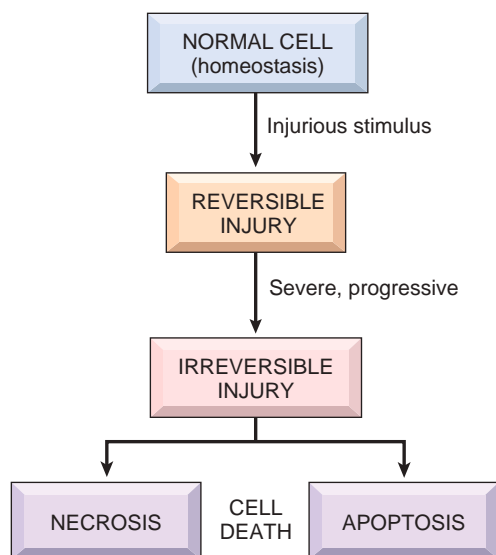 NORMAL CELL
(homeostasis)
Injurious stimulus
REVERSIBLE
INJURY
Severe, progressive
IRREVERSIBLE
INJURY
NECROSIS
CELL
DEATH
APOPTOSIS